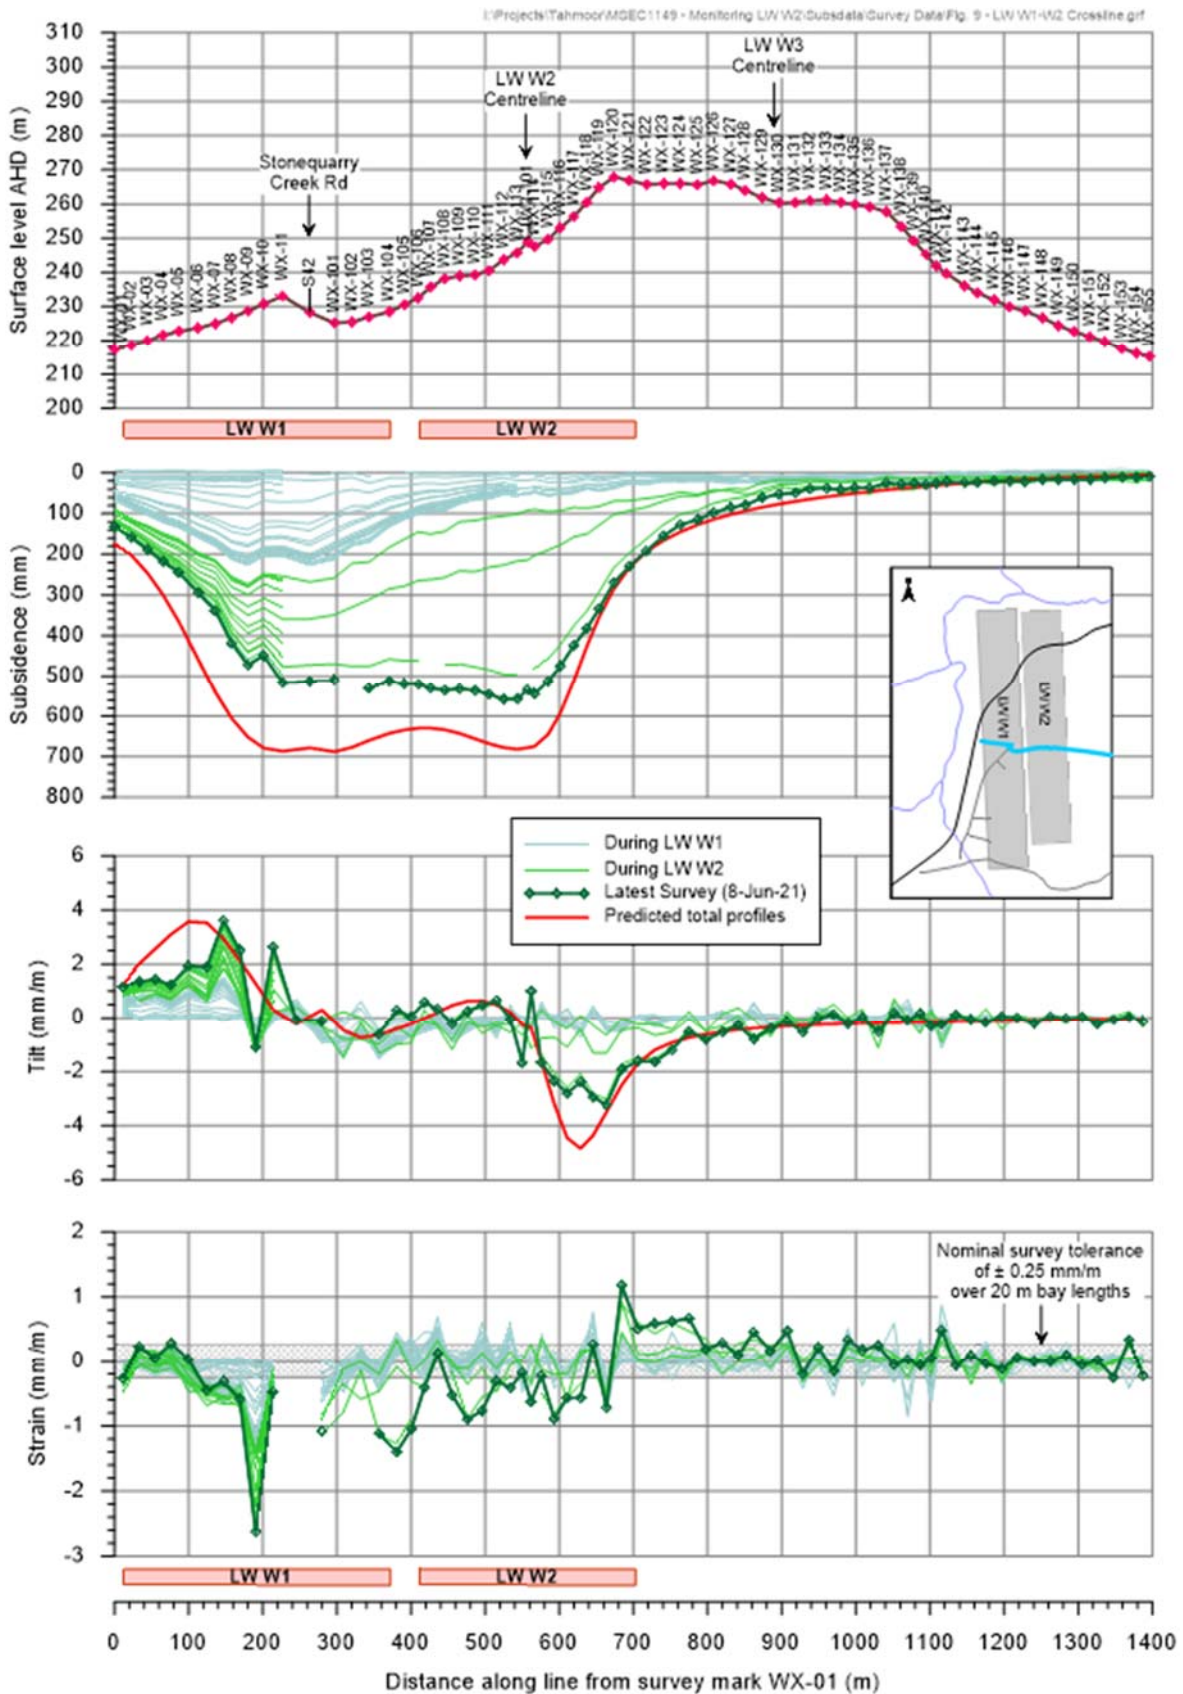 I:\Projects\Tahmoor\MSEC1149 - Monitoring LW W2\Subsdata\Survey Data\Fig. 9 - LW W1-W2 Crossline.grf
310
300
290
280
270
260
250
240
230
220
210
200
Surface level AHD (m)
LW W3
Centreline
LW W2
Centreline
Stonequarry
Creek Rd
WX-02
WX-03
WX-04
WX-05
WX-06
WX-07
WX-08
WX-09
WX-10
WX-11
S42
WX-101
WX-102
WX-103
WX-104
WX-105
WX-106
WX-107
WX-108
WX-109
WX-110
WX-111
WX-112
WX-115
WX-116
WX-117
WX-118
WX-119
WX-120
WX-121
WX-122
WX-123
WX-124
WX-125
WX-126
WX-127
WX-128
WX-129
WX-130
WX-131
WX-132
WX-133
WX-134
WX-135
WX-136
WX-137
WX-138
WX-139
WX-140
WX-142
WX-143
WX-144
WX-145
WX-146
WX-147
WX-148
WX-149
WX-150
WX-151
WX-152
WX-153
WX-154
WX-155
LW W1
LW W2
0
100
200
300
400
500
600
700
800
Subsidence (mm)
LW W1
LW W2
During LW W1
During LW W2
Latest Survey (8-Jun-21)
Predicted total profiles
6
4
2
0
-2
-4
-6
Tilt (mm/m)
2
1
0
-1
-2
-3
Strain (mm/m)
Nominal survey tolerance
of ± 0.25 mm/m
over 20 m bay lengths
LW W1
LW W2
0 100 200 300 400 500 600 700 800 900 1000 1100 1200 1300 1400
Distance along line from survey mark WX-01 (m)